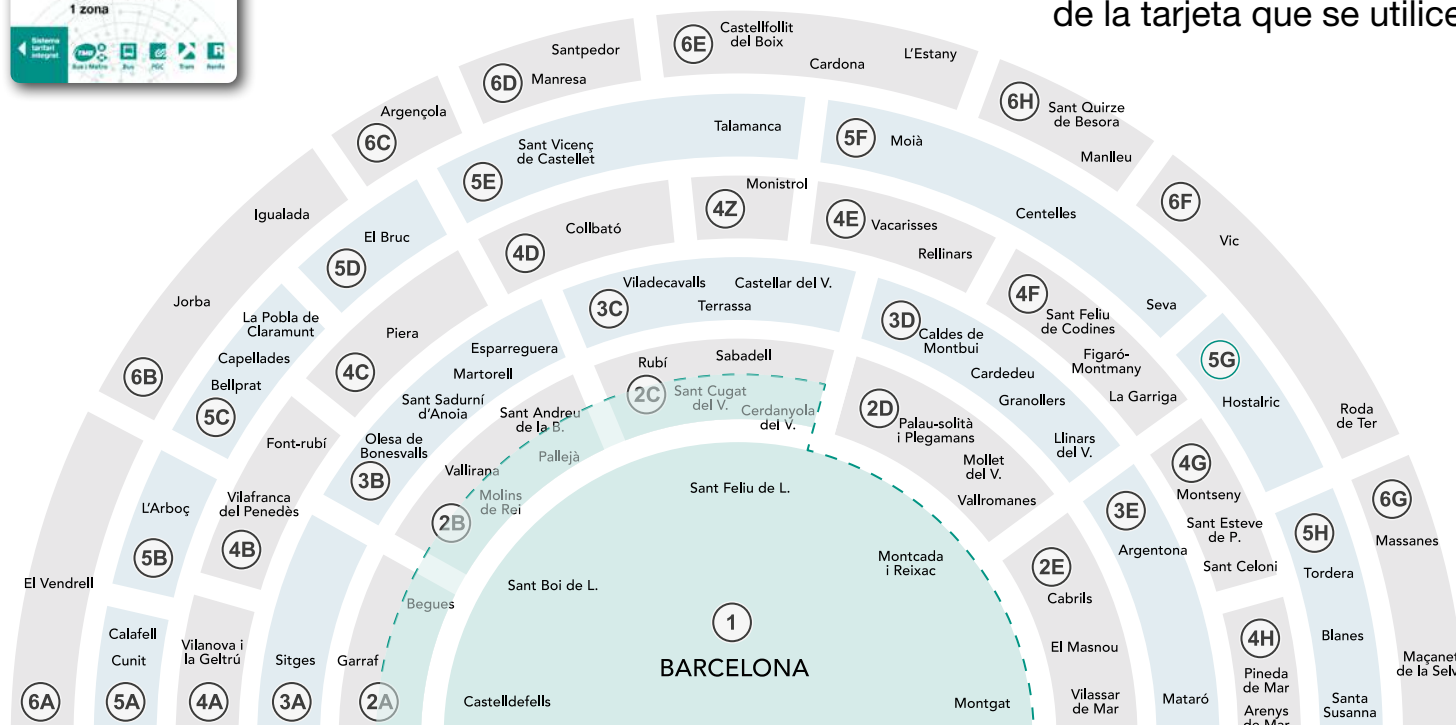 1 zona
Sistema
tarifari
integrat
TMB
Bus i Metro
Bus
FGC
Tram
R
Renfe
de la tarjeta que se utilice
6E
Castellfollit
del Boix
Cardona
L'Estany
6D
Santpedor
Manresa
6C
Argençola
6H
Sant Quirze
de Besora
Manlleu
5E
Sant Vicenç
de Castellet
Talamanca
5F
Moià
Centelles
Seva
6F
Vic
Roda
de Ter
6B
Igualada
Jorba
5D
El Bruc
4D
Collbató
4Z
Monistrol
4E
Vacarisses
Rellinars
4F
Sant Feliu
de Codines
Figaró-
Montmany
La Garriga
5G
Hostalric
5C
La Pobla de
Claramunt
Capellades
Bellprat
4C
Piera
Font-rubí
3C
Viladecavalls
Castellar del V.
Terrassa
3D
Caldes de
Montbui
Cardedeu
Granollers
Llinars
del V.
3B
Esparreguera
Martorell
Sant Sadurní
d'Anoia
Olesa de
Bonesvalls
2C
Rubí
Sabadell
Sant Cugat
del V.
Cerdanyola
del V.
2D
Palau-solità
i Plegamans
Mollet
del V.
Vallromanes
2B
Sant Andreu
de la B.
Pallejà
Vallirana
Molins
de Rei
4G
Montseny
Sant Esteve
de P.
Sant Celoni
6G
Massanes
Maçanet
de la Selv
5B
L'Arboç
4B
Vilafranca
del Penedès
3E
Argentona
Mataró
5H
Tordera
Blanes
Santa
Susanna
2E
Cabrils
El Masnou
Vilassar
de Mar
4H
Pineda
de Mar
Arenys
de Mar
6A
El Vendrell
5A
Calafell
Cunit
4A
Vilanova i
la Geltrú
3A
Sitges
2A
Garraf
Begues
1
BARCELONA
Sant Feliu de L.
Sant Boi de L.
Montcada
i Reixac
Castelldefells
Montgat